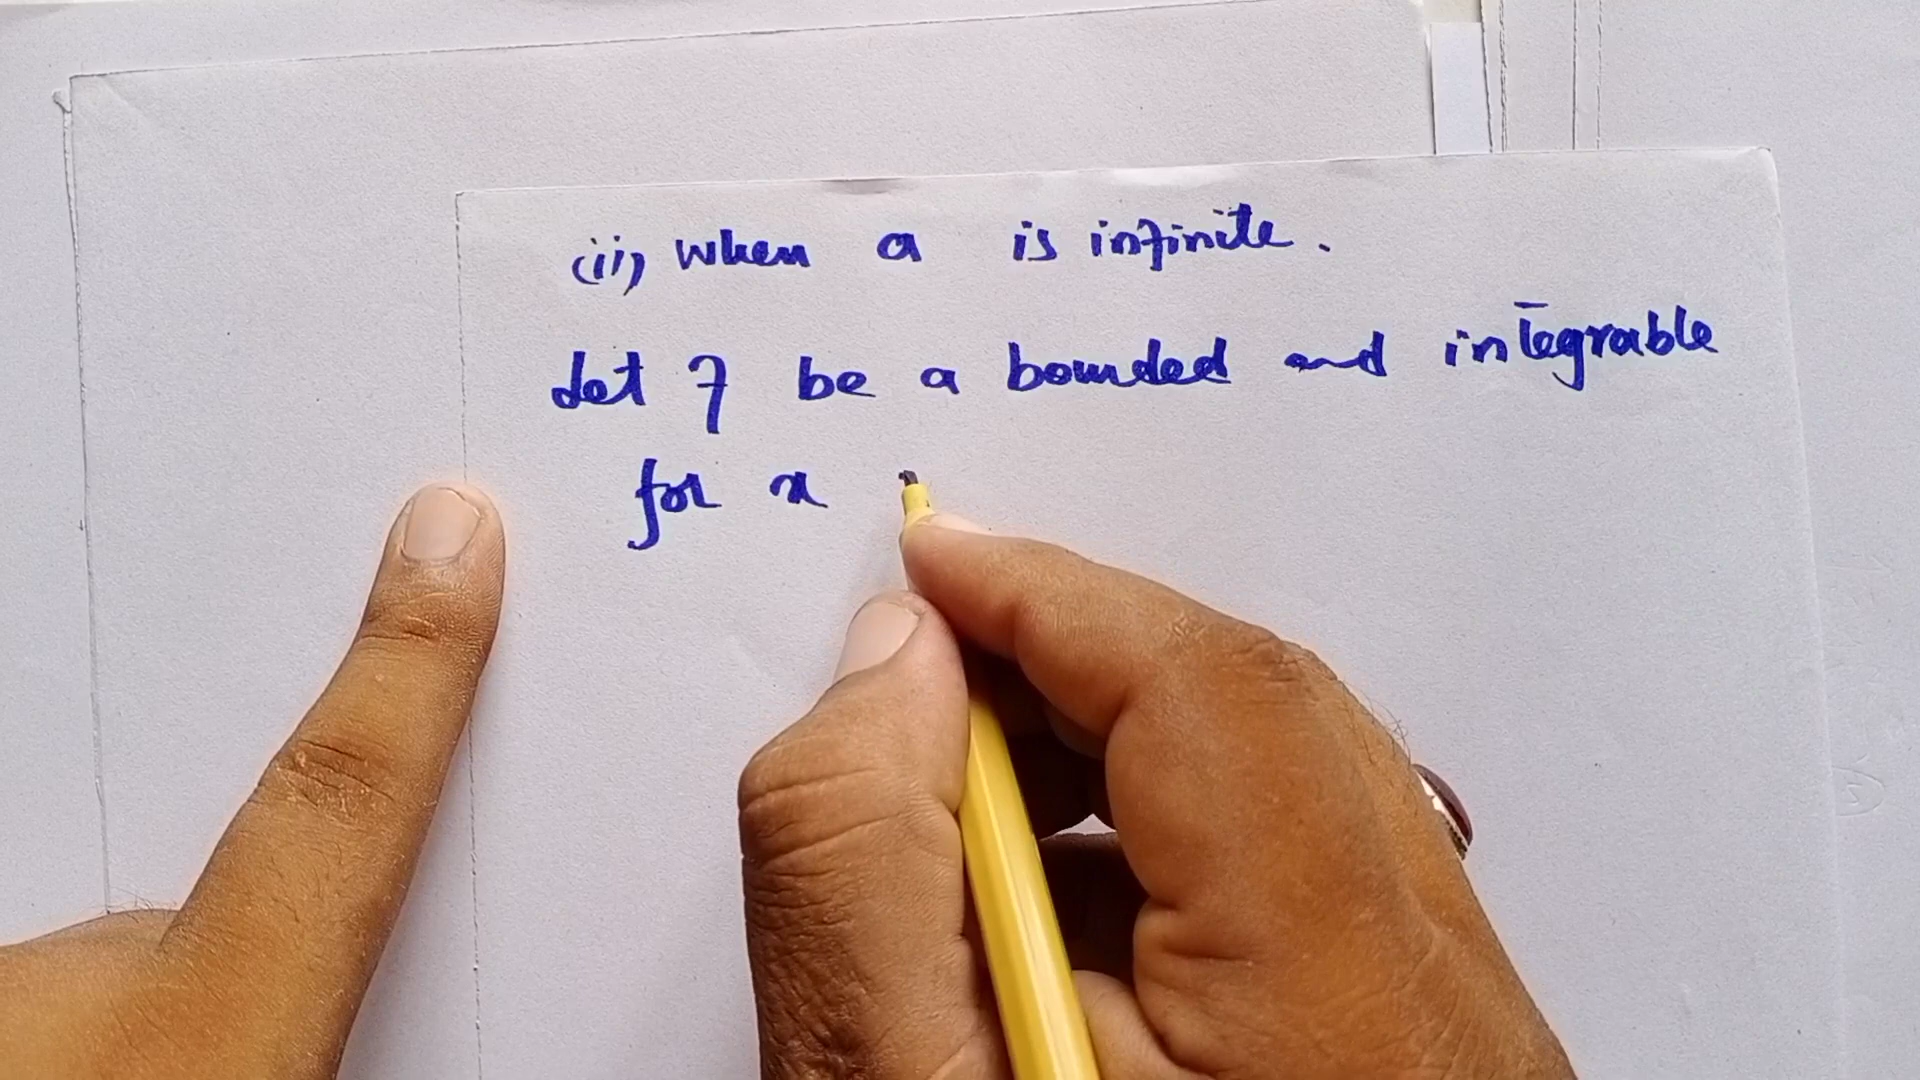 (ii) When a is infinite.
Let f be a bounded and integrable
for x